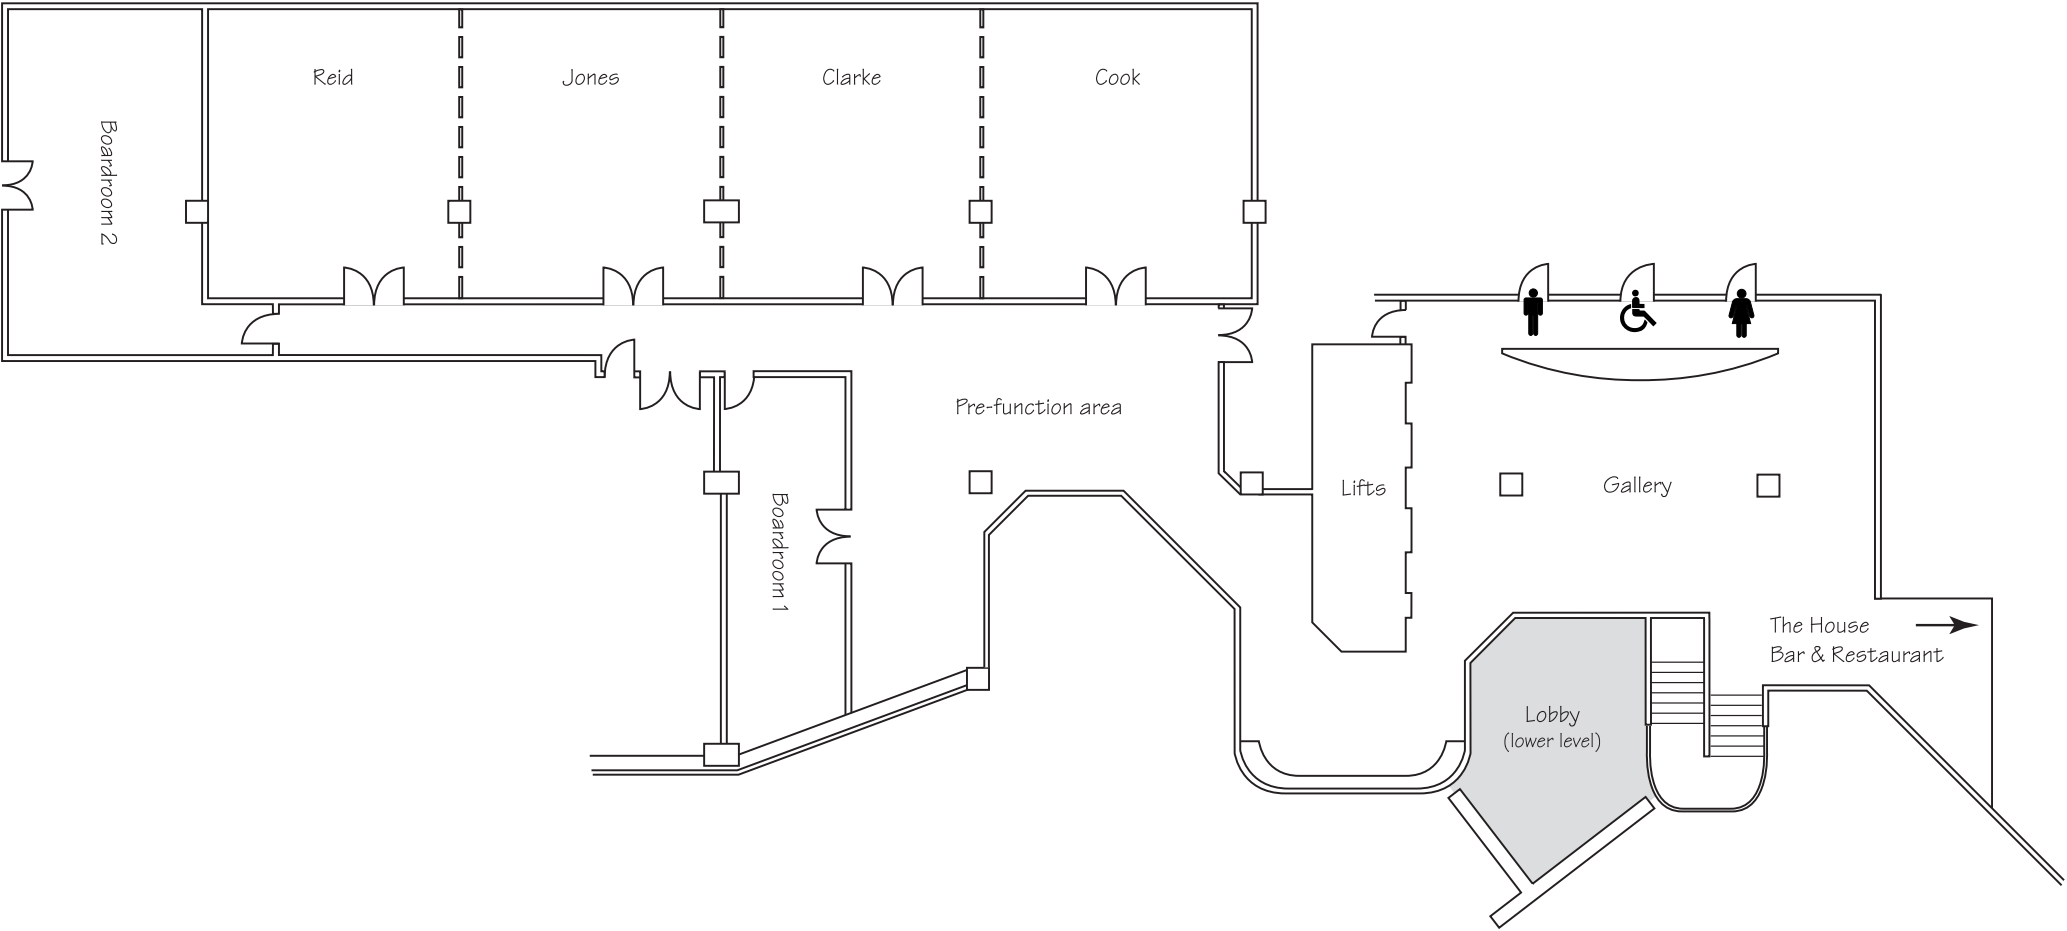 Reid
Jones
Clarke
Cook
Boardroom 2
Pre-function area
Lifts
Gallery
Boardroom 1
The House
Bar & Restaurant
Lobby
(lower level)